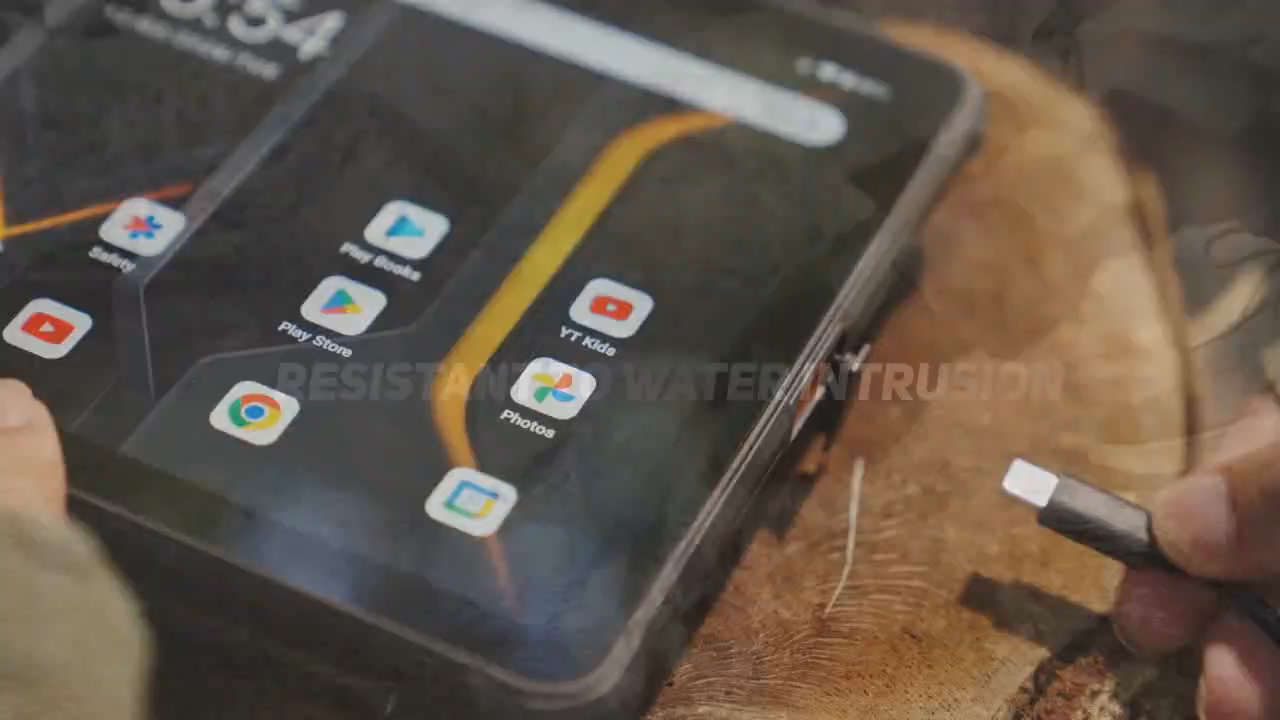 Safety
Play Books
Play Store
YT Kids
Photos
RESISTANT TO WATER INTRUSION